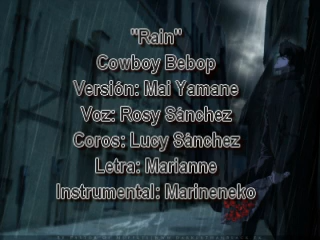 "Rain"
Cowboy Bebop
Versión: Mai Yamane
Voz: Rosy Sánchez
Coros: Lucy Sánchez
Letra: Marianne
Instrumental: Marineneko